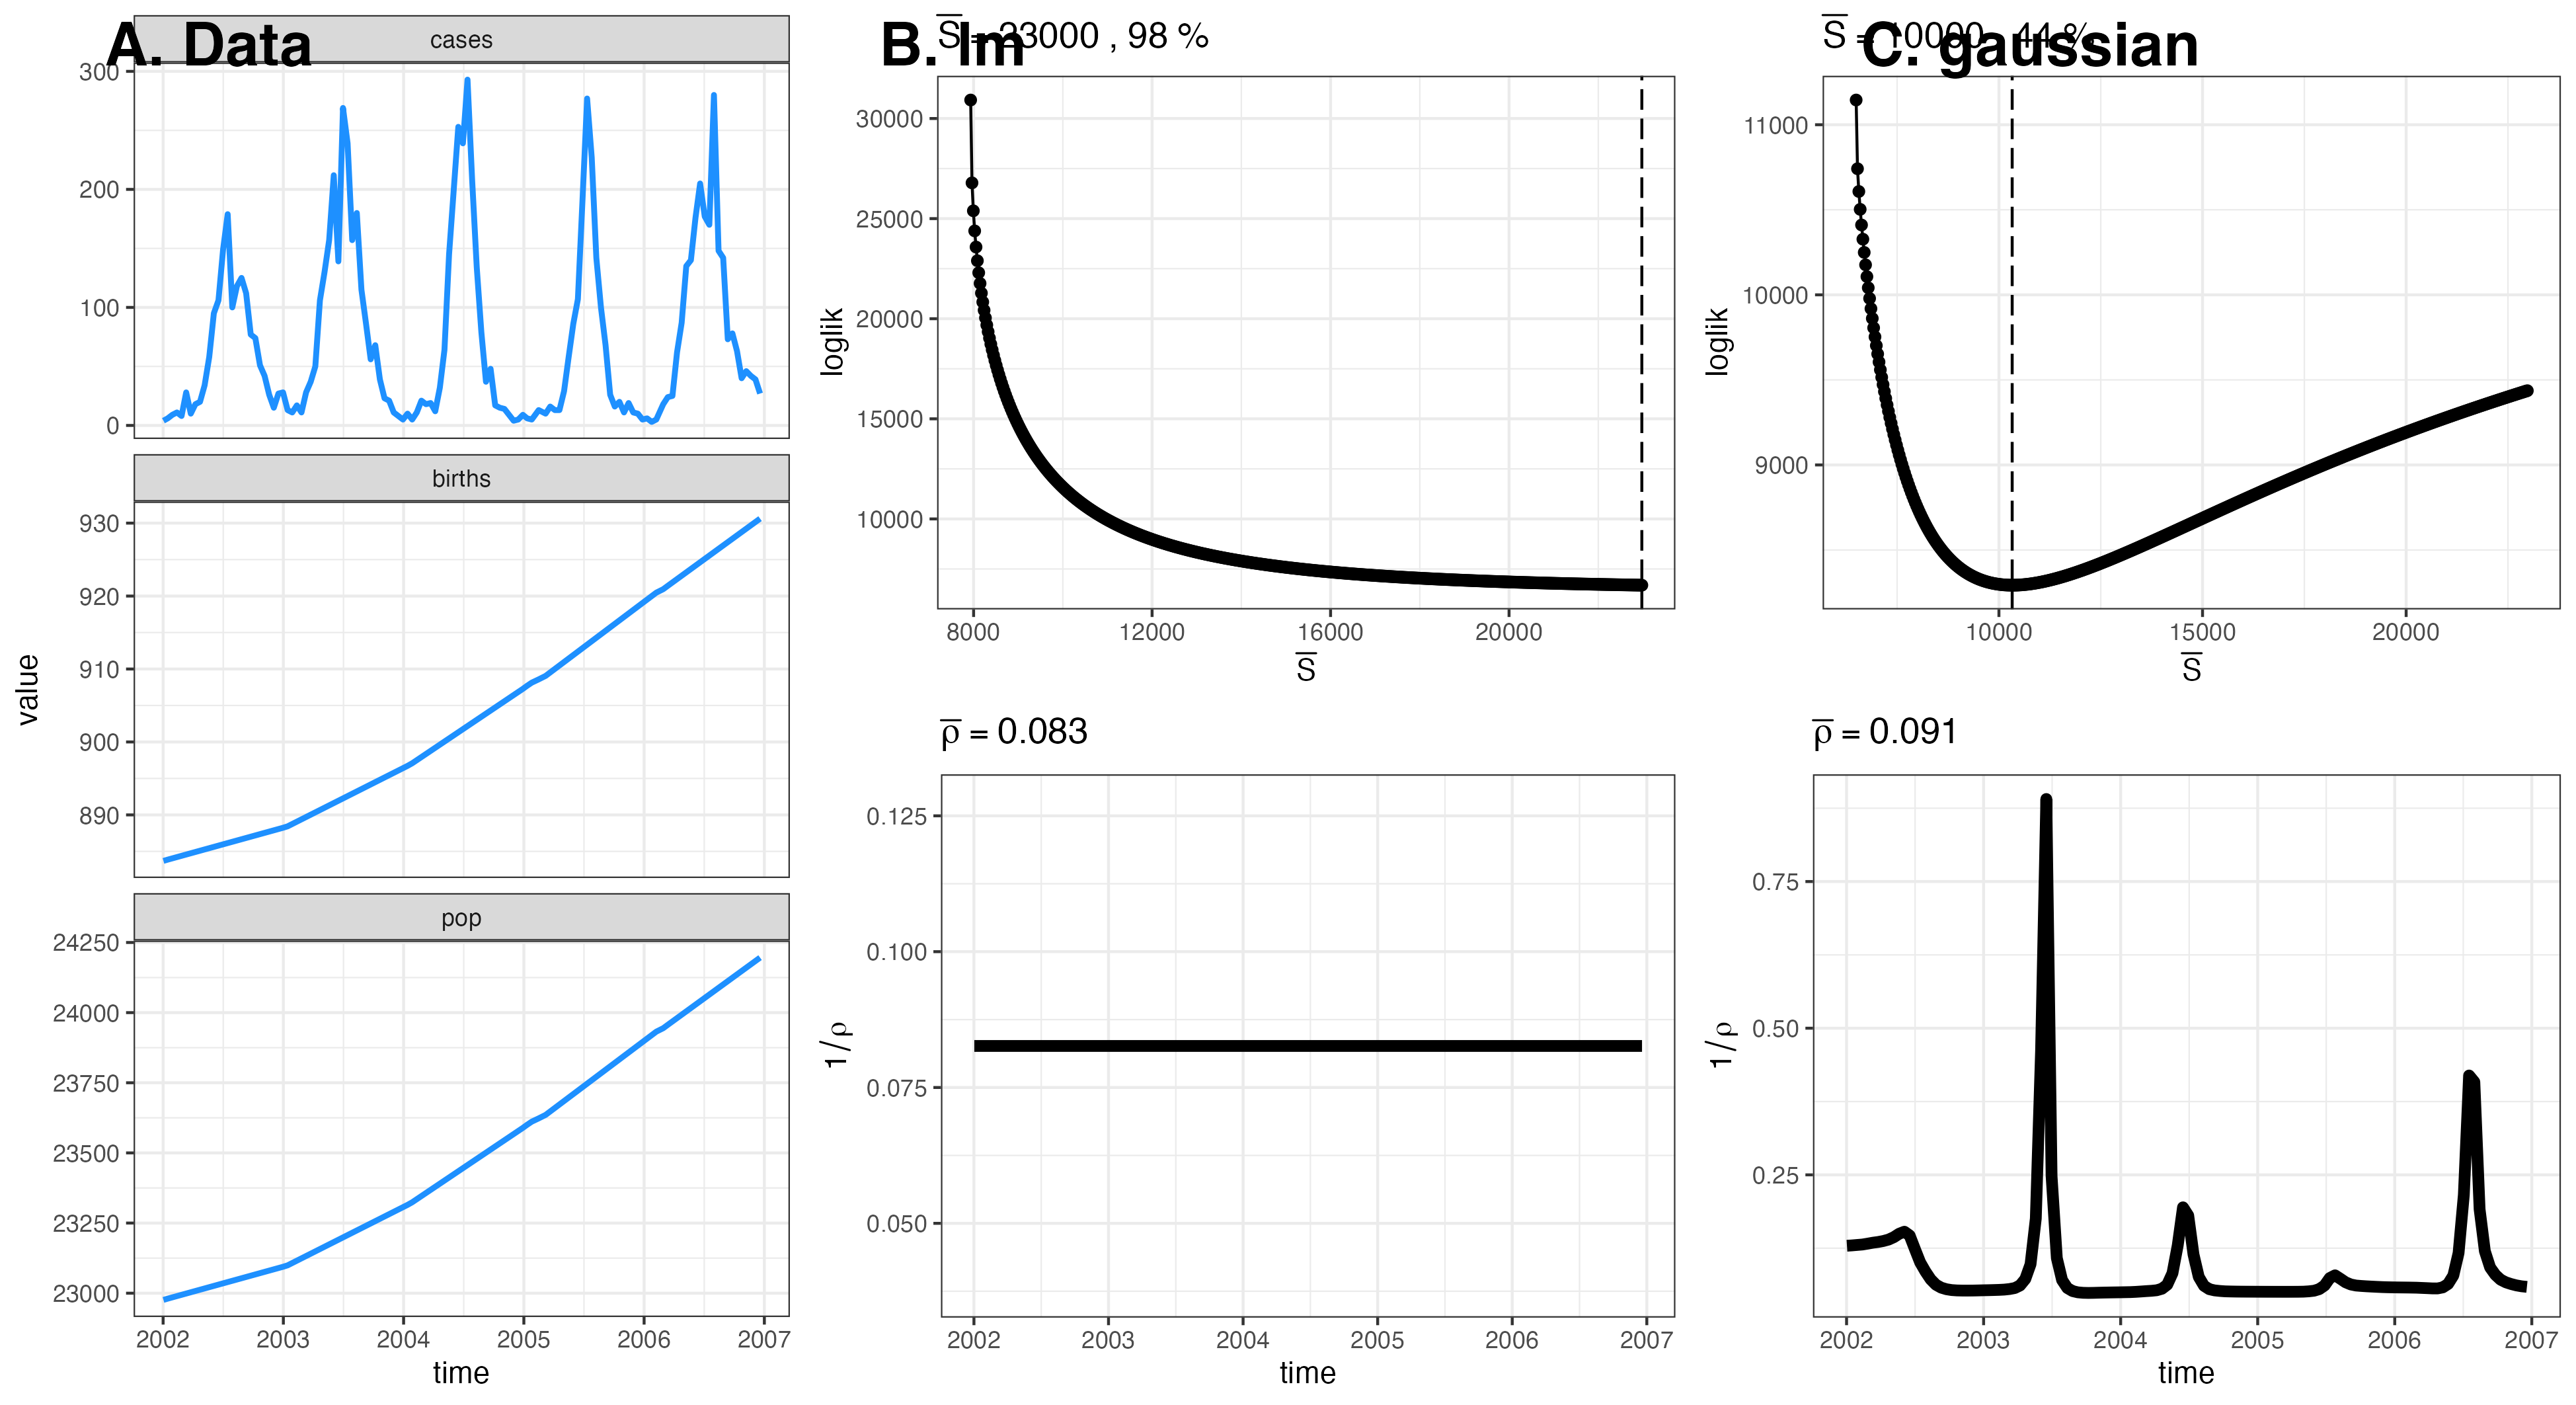 A. Data
cases
300
200
100
0
births
930
920
910
900
890
pop
24250
24000
23750
23500
23250
23000
value
2002 2003 2004 2005 2006 2007
time
B. lm
S̅ = 23000 , 98 %
30000
25000
20000
15000
10000
loglik
8000 12000 16000 20000
S̅
ρ̅ = 0.083
0.125
0.100
0.075
0.050
1/ρ
2002 2003 2004 2005 2006 2007
time
C. gaussian
S̅ = 10000 , 44 %
11000
10000
9000
loglik
10000 15000 20000
S̅
ρ̅ = 0.091
0.75
0.50
0.25
1/ρ
2002 2003 2004 2005 2006 2007
time